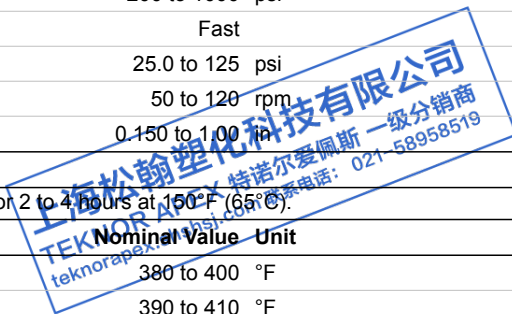 psi
Fast
25.0 to 125 psi
50 to 120 rpm
0.150 to 1.00 in
or 2 to 4 hours at 150°F (65°C).
Nominal Value Unit
380 to 400 °F
390 to 410 °F
上海松翰塑化科技有限公司
TEKNOR APEX 特诺尔爱佩斯 一级分销商
联系电话: 021-58958519